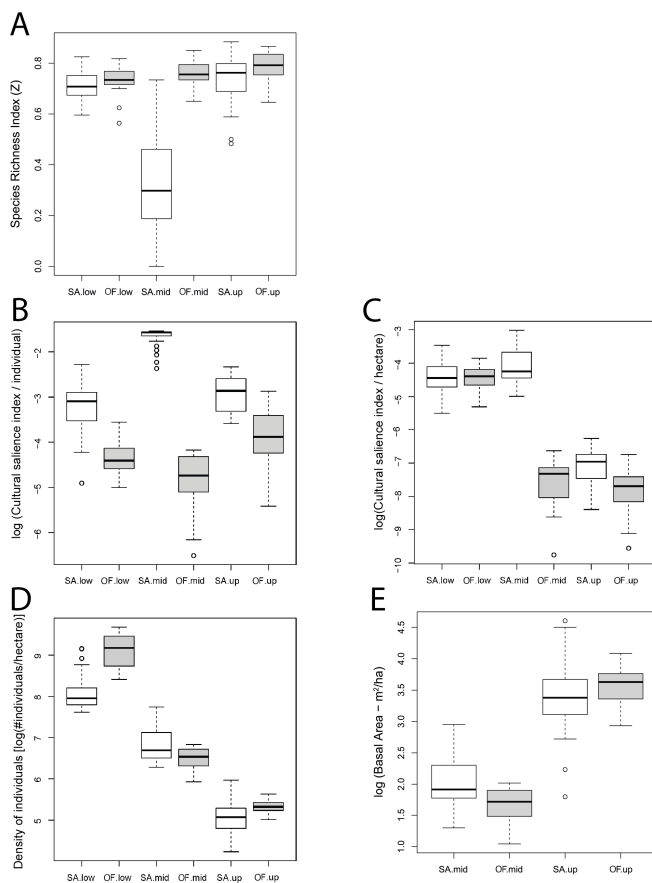 A
Species Richness Index (Z)
0.8
0.6
0.4
0.2
0.0
SA.low OF.low SA.mid OF.mid SA.up OF.up
B
log (Cultural salience index / individual)
−2
−3
−4
−5
−6
SA.low OF.low SA.mid OF.mid SA.up OF.up
C
log(Cultural salience index / hectare)
−3
−4
−5
−6
−7
−8
−9
−10
SA.low OF.low SA.mid OF.mid SA.up OF.up
D
Density of individuals [log(#individuals/hectare)]
9
8
7
6
5
SA.low OF.low SA.mid OF.mid SA.up OF.up
E
log (Basal Area − m²/ha)
4.5
4.0
3.5
3.0
2.5
2.0
1.5
1.0
SA.mid OF.mid SA.up OF.up